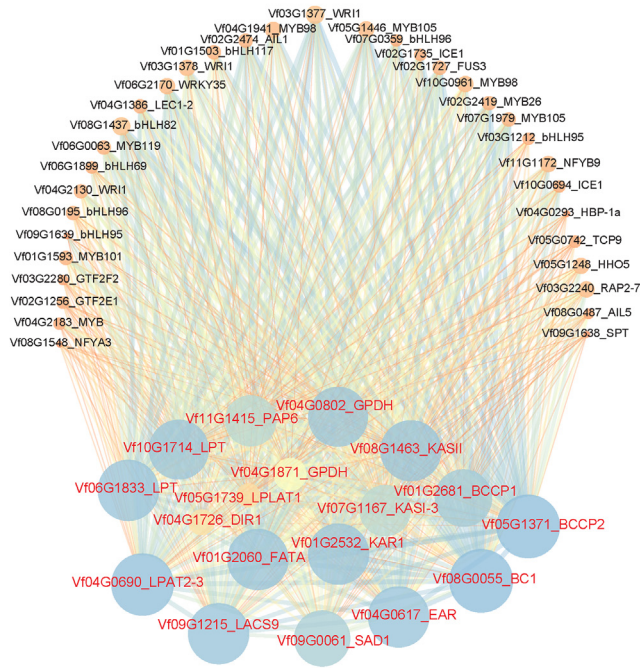 Vf03G1377_WRI1
Vf04G1941_MYB98
Vf05G1446_MYB105
Vf02G2474_AIL1
Vf07G0359_bHLH96
Vf01G1503_bHLH117
Vf02G1735_ICE1
Vf03G1378_WRI1
Vf02G1727_FUS3
Vf06G2170_WRKY35
Vf10G0961_MYB98
Vf04G1386_LEC1-2
Vf02G2419_MYB26
Vf08G1437_bHLH82
Vf07G1979_MYB105
Vf06G0063_MYB119
Vf03G1212_bHLH95
Vf06G1899_bHLH69
Vf11G1172_NFYB9
Vf04G2130_WRI1
Vf10G0694_ICE1
Vf08G0195_bHLH96
Vf04G0293_HBP-1a
Vf09G1639_bHLH95
Vf05G0742_TCP9
Vf01G1593_MYB101
Vf05G1248_HHO5
Vf03G2280_GTF2F2
Vf03G2240_RAP2-7
Vf02G1256_GTF2E1
Vf08G0487_AIL5
Vf04G2183_MYB
Vf09G1638_SPT
Vf08G1548_NFYA3
Vf04G0802_GPDH
Vf11G1415_PAP6
Vf10G1714_LPT
Vf08G1463_KASII
Vf04G1871_GPDH
Vf06G1833_LPT
Vf01G2681_BCCP1
Vf05G1739_LPLAT1
Vf07G1167_KASI-3
Vf04G1726_DIR1
Vf05G1371_BCCP2
Vf01G2532_KAR1
Vf01G2060_FATA
Vf04G0690_LPAT2-3
Vf08G0055_BC1
Vf04G0617_EAR
Vf09G1215_LACS9
Vf09G0061_SAD1